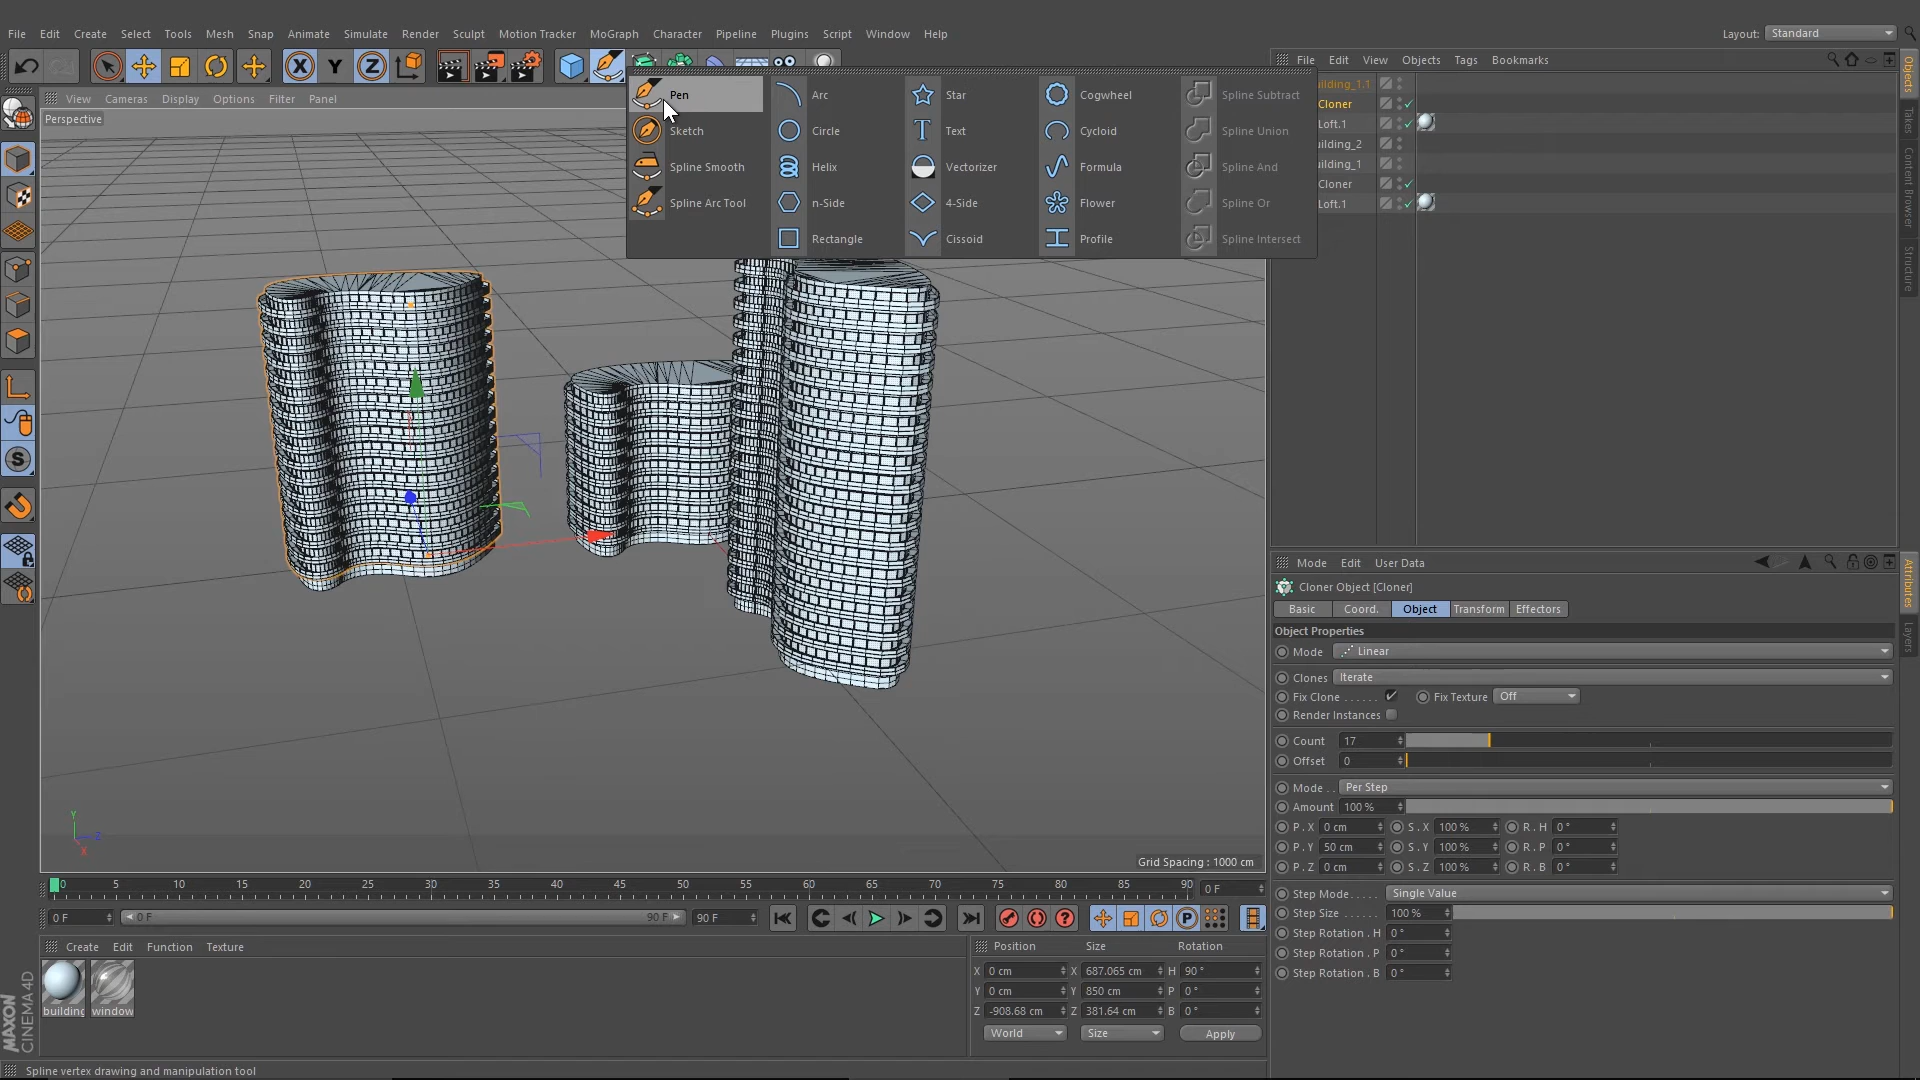 File Edit Create Select Tools Mesh Snap Animate Simulate Render Sculpt Motion Tracker MoGraph Character Pipeline Plugins Script Window Help
Layout: Standard
File Edit View Objects Tags Bookmarks
View Cameras Display Options Filter Panel
Perspective
Pen
Sketch
Spline Smooth
Spline Arc Tool
Arc
Circle
Helix
n-Side
Rectangle
Star
Text
Vectorizer
4-Side
Cissoid
Cogwheel
Cycloid
Formula
Flower
Profile
Spline Subtract
Spline Union
Spline And
Spline Or
Spline Intersect
Cloner
Loft.1
uilding_2
uilding_1
Cloner
Loft.1
Objects
Takes
Content Browser
Structure
Mode Edit User Data
Cloner Object [Cloner]
Basic Coord. Object Transform Effectors
Object Properties
Mode Linear
Clones Iterate
Fix Clone ...... Fix Texture Off
Render Instances
Count 17
Offset 0
Mode . . Per Step
Amount 100 %
P . X 0 cm S . X 100 % R . H 0 °
P . Y 50 cm S . Y 100 % R . P 0 °
P . Z 0 cm S . Z 100 % R . B 0 °
Step Mode..... Single Value
Step Size ...... 100 %
Step Rotation . H 0 °
Step Rotation . P 0 °
Step Rotation . B 0 °
Attributes
Layers
Y
Z
X
Grid Spacing : 1000 cm
0 5 10 15 20 25 30 35 40 45 50 55 60 65 70 75 80 85 90 0 F
0 F 0 F 90 F 90 F
Create Edit Function Texture
building window
Position Size Rotation
X 0 cm X 687.065 cm H 90 °
Y 0 cm Y 850 cm P 0 °
Z -908.68 cm Z 381.64 cm B 0 °
World Size Apply
MAXON
CINEMA 4D
Spline vertex drawing and manipulation tool